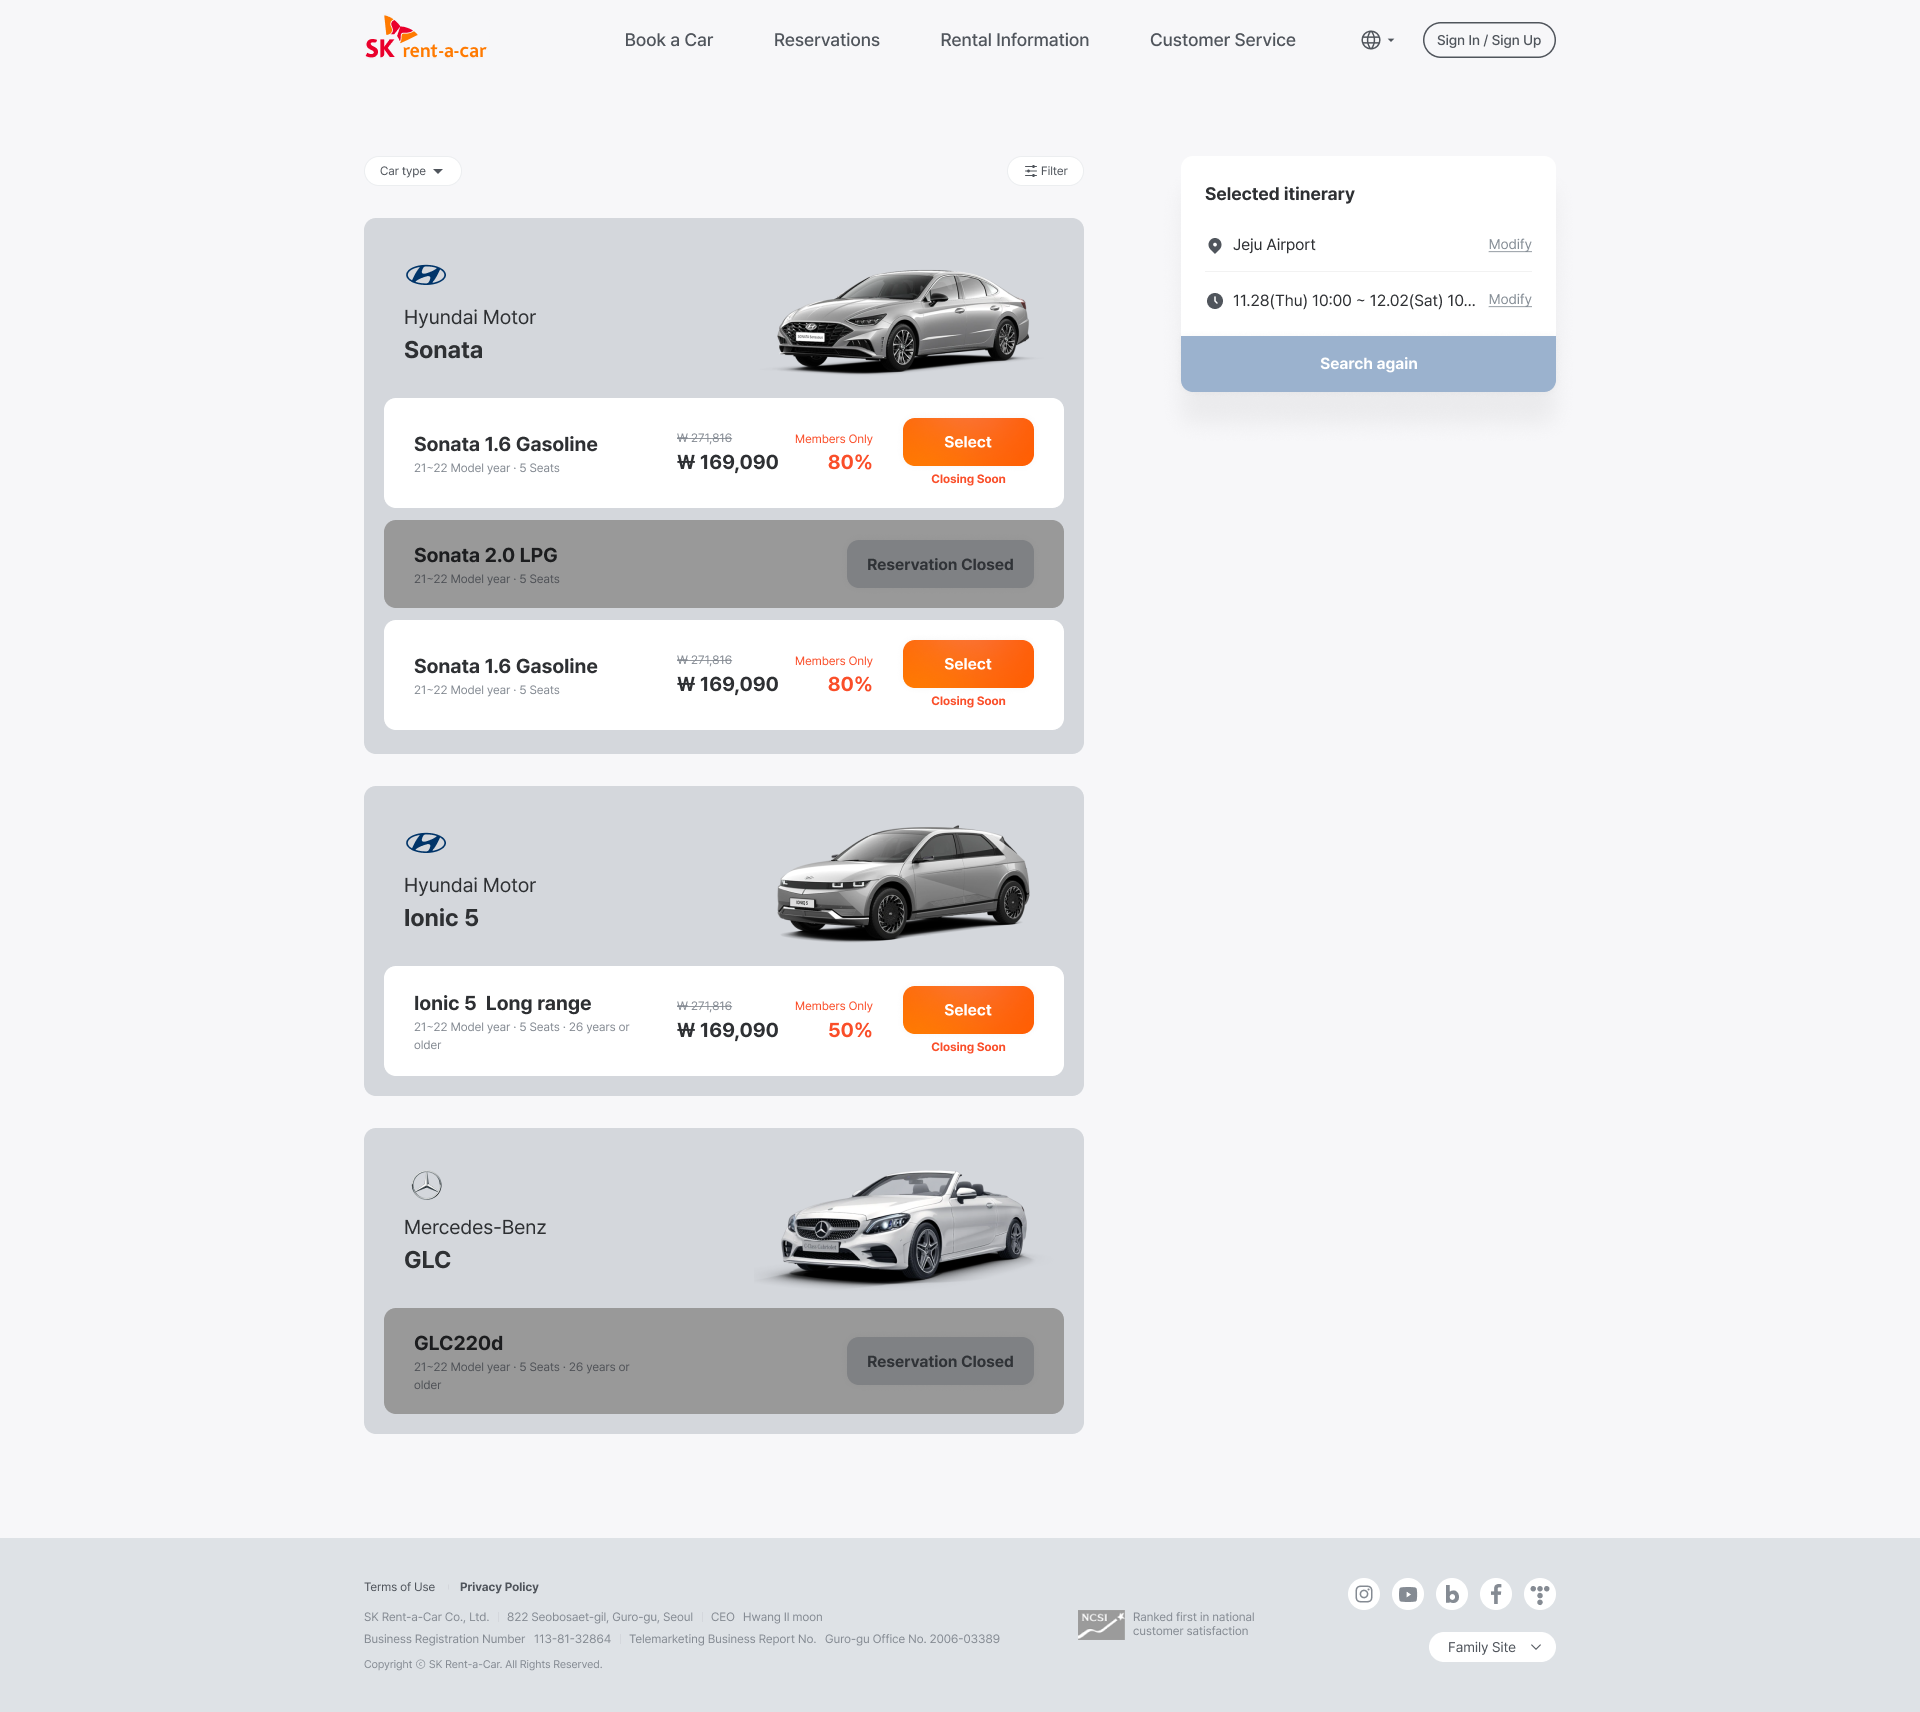 SK rent-a-car
Book a Car
Reservations
Rental Information
Customer Service
Sign In / Sign Up
Car type
Filter
Hyundai Motor
Sonata
Sonata 1.6 Gasoline
21~22 Model year · 5 Seats
₩ 271,816
₩ 169,090
Members Only
80%
Select
Closing Soon
Sonata 2.0 LPG
21~22 Model year · 5 Seats
Reservation Closed
Sonata 1.6 Gasoline
21~22 Model year · 5 Seats
₩ 271,816
₩ 169,090
Members Only
80%
Select
Closing Soon
Hyundai Motor
Ionic 5
IONIQ 5
Ionic 5  Long range
21~22 Model year · 5 Seats · 26 years or
older
₩ 271,816
₩ 169,090
Members Only
50%
Select
Closing Soon
Mercedes-Benz
GLC
GLC220d
21~22 Model year · 5 Seats · 26 years or
older
Reservation Closed
Selected itinerary
Jeju Airport
Modify
11.28(Thu) 10:00 ~ 12.02(Sat) 10...
Modify
Search again
Terms of Use
Privacy Policy
SK Rent-a-Car Co., Ltd. | 822 Seobosaet-gil, Guro-gu, Seoul | CEO Hwang Il moon
Business Registration Number 113-81-32864 | Telemarketing Business Report No. Guro-gu Office No. 2006-03389
Copyright ⓒ SK Rent-a-Car. All Rights Reserved.
NCSI
Ranked first in national
customer satisfaction
Family Site